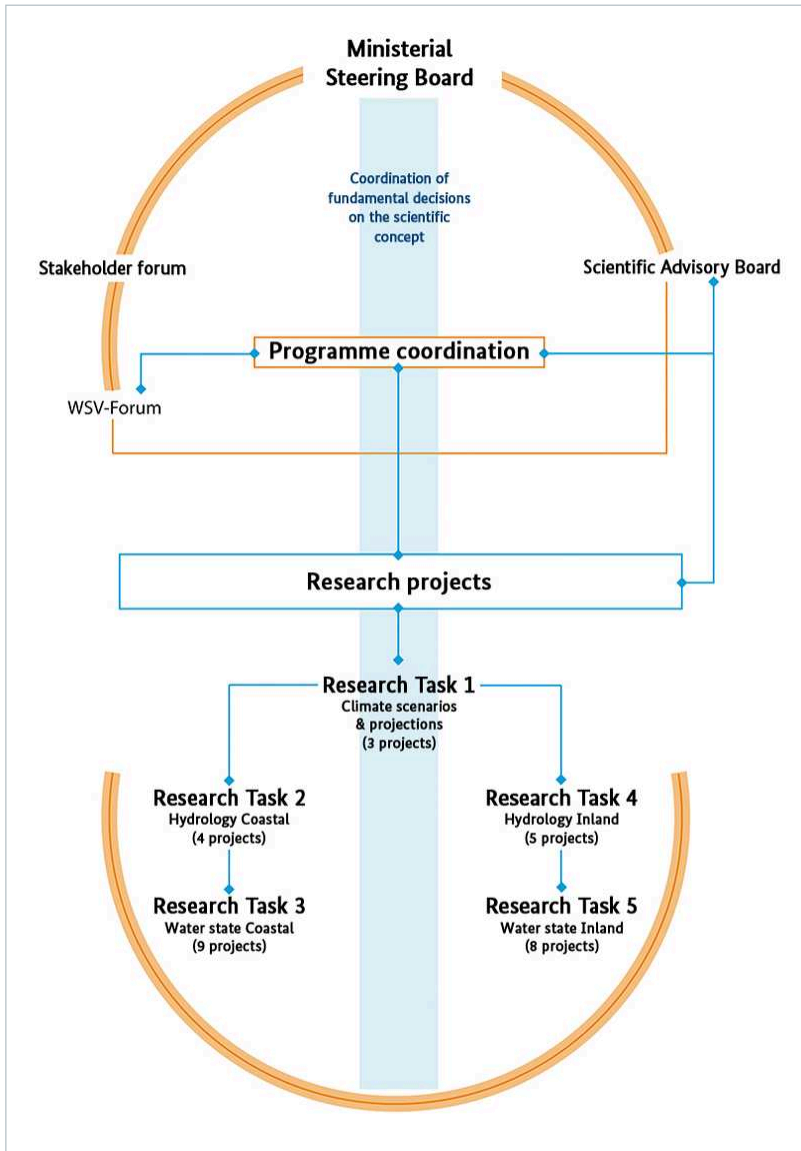 Ministerial
Steering Board
Coordination of
fundamental decisions
on the scientific
concept
Stakeholder forum
Scientific Advisory Board
Programme coordination
WSV-Forum
Research projects
Research Task 1
Climate scenarios
& projections
(3 projects)
Research Task 2
Hydrology Coastal
(4 projects)
Research Task 4
Hydrology Inland
(5 projects)
Research Task 3
Water state Coastal
(9 projects)
Research Task 5
Water state Inland
(8 projects)